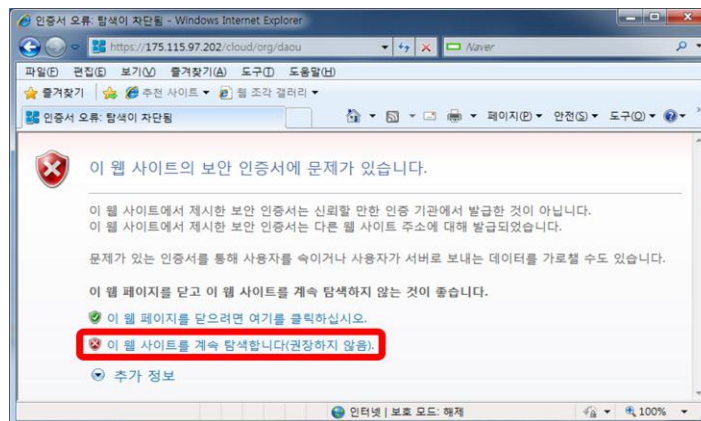 인증서 오류: 탐색이 차단됨 - Windows Internet Explorer
https://175.115.97.202/cloud/org/daou
Naver
파일(F) 편집(E) 보기(V) 즐겨찾기(A) 도구(T) 도움말(H)
즐겨찾기 추천 사이트 웹 조각 갤러리
인증서 오류: 탐색이 차단됨 페이지(P) 안전(S) 도구(O)
이 웹 사이트의 보안 인증서에 문제가 있습니다.
이 웹 사이트에서 제시한 보안 인증서는 신뢰할 만한 인증 기관에서 발급한 것이 아닙니다.
이 웹 사이트에서 제시한 보안 인증서는 다른 웹 사이트 주소에 대해 발급되었습니다.
문제가 있는 인증서를 통해 사용자를 속이거나 사용자가 서버로 보내는 데이터를 가로챌 수도 있습니다.
이 웹 페이지를 닫고 이 웹 사이트를 계속 탐색하지 않는 것이 좋습니다.
이 웹 페이지를 닫으려면 여기를 클릭하십시오.
이 웹 사이트를 계속 탐색합니다(권장하지 않음).
추가 정보
인터넷 | 보호 모드: 해제 100%